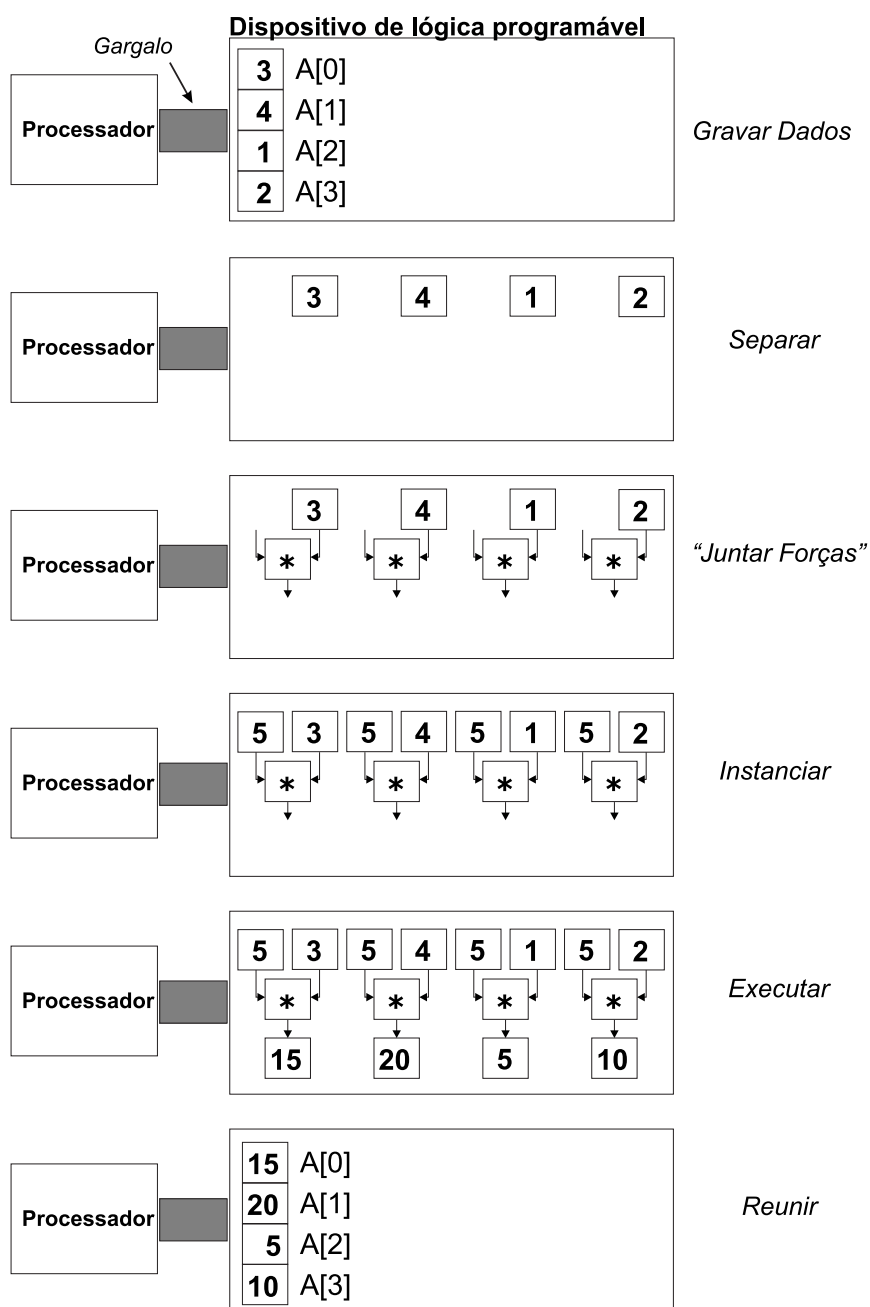 Dispositivo de lógica programável
Gargalo
Processador
3 A[0]
4 A[1]
1 A[2]
2 A[3]
Gravar Dados
Processador
3 4 1 2
Separar
Processador
3 4 1 2
* * * *
“Juntar Forças”
Processador
5 3 5 4 5 1 5 2
* * * *
Instanciar
Processador
5 3 5 4 5 1 5 2
* * * *
15 20 5 10
Executar
Processador
15 A[0]
20 A[1]
5 A[2]
10 A[3]
Reunir